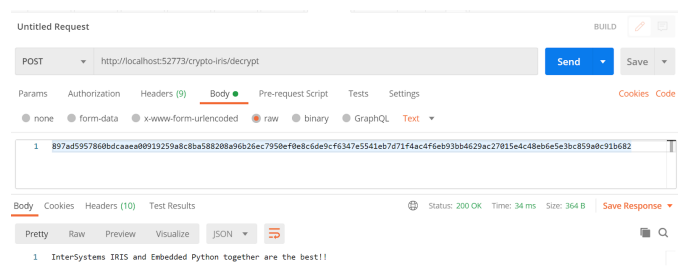 Untitled Request BUILD
POST http://localhost:52773/crypto-iris/decrypt Send Save
Params Authorization Headers (9) Body Pre-request Script Tests Settings Cookies Code
none form-data x-www-form-urlencoded raw binary GraphQL Text
1 897ad5957860bdcaaea00919259a8c8ba588208a96b26ec7950ef0e8c6de9cf6347e5541eb7d71f4ac4f6eb93bb4629ac27015e4c48eb6e5e3bc859a0c91b682
Body Cookies Headers (10) Test Results Status: 200 OK Time: 34 ms Size: 364 B Save Response
Pretty Raw Preview Visualize JSON
1 InterSystems IRIS and Embedded Python together are the best!!